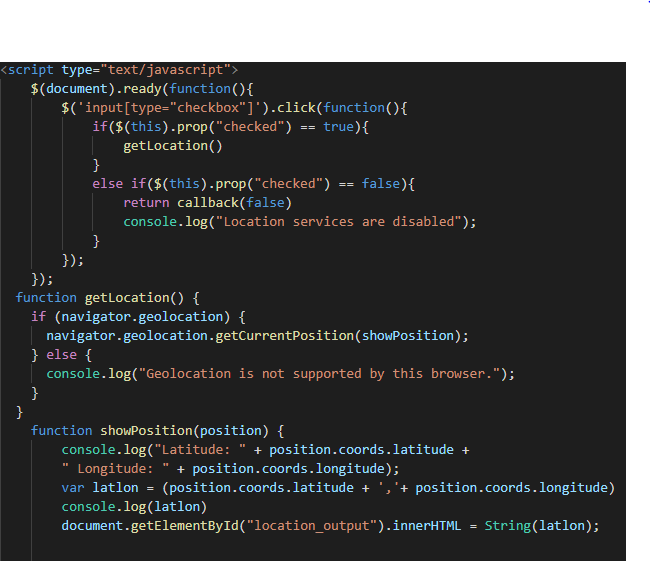 <script type="text/javascript">
$(document).ready(function(){
$('input[type="checkbox"]').click(function(){
if($(this).prop("checked") == true){
getLocation()
}
else if($(this).prop("checked") == false){
return callback(false)
console.log("Location services are disabled");
}
});
});
function getLocation() {
if (navigator.geolocation) {
navigator.geolocation.getCurrentPosition(showPosition);
} else {
console.log("Geolocation is not supported by this browser.");
}
}
function showPosition(position) {
console.log("Latitude: " + position.coords.latitude +
" Longitude: " + position.coords.longitude);
var latlon = (position.coords.latitude + ','+ position.coords.longitude)
console.log(latlon)
document.getElementById("location_output").innerHTML = String(latlon);